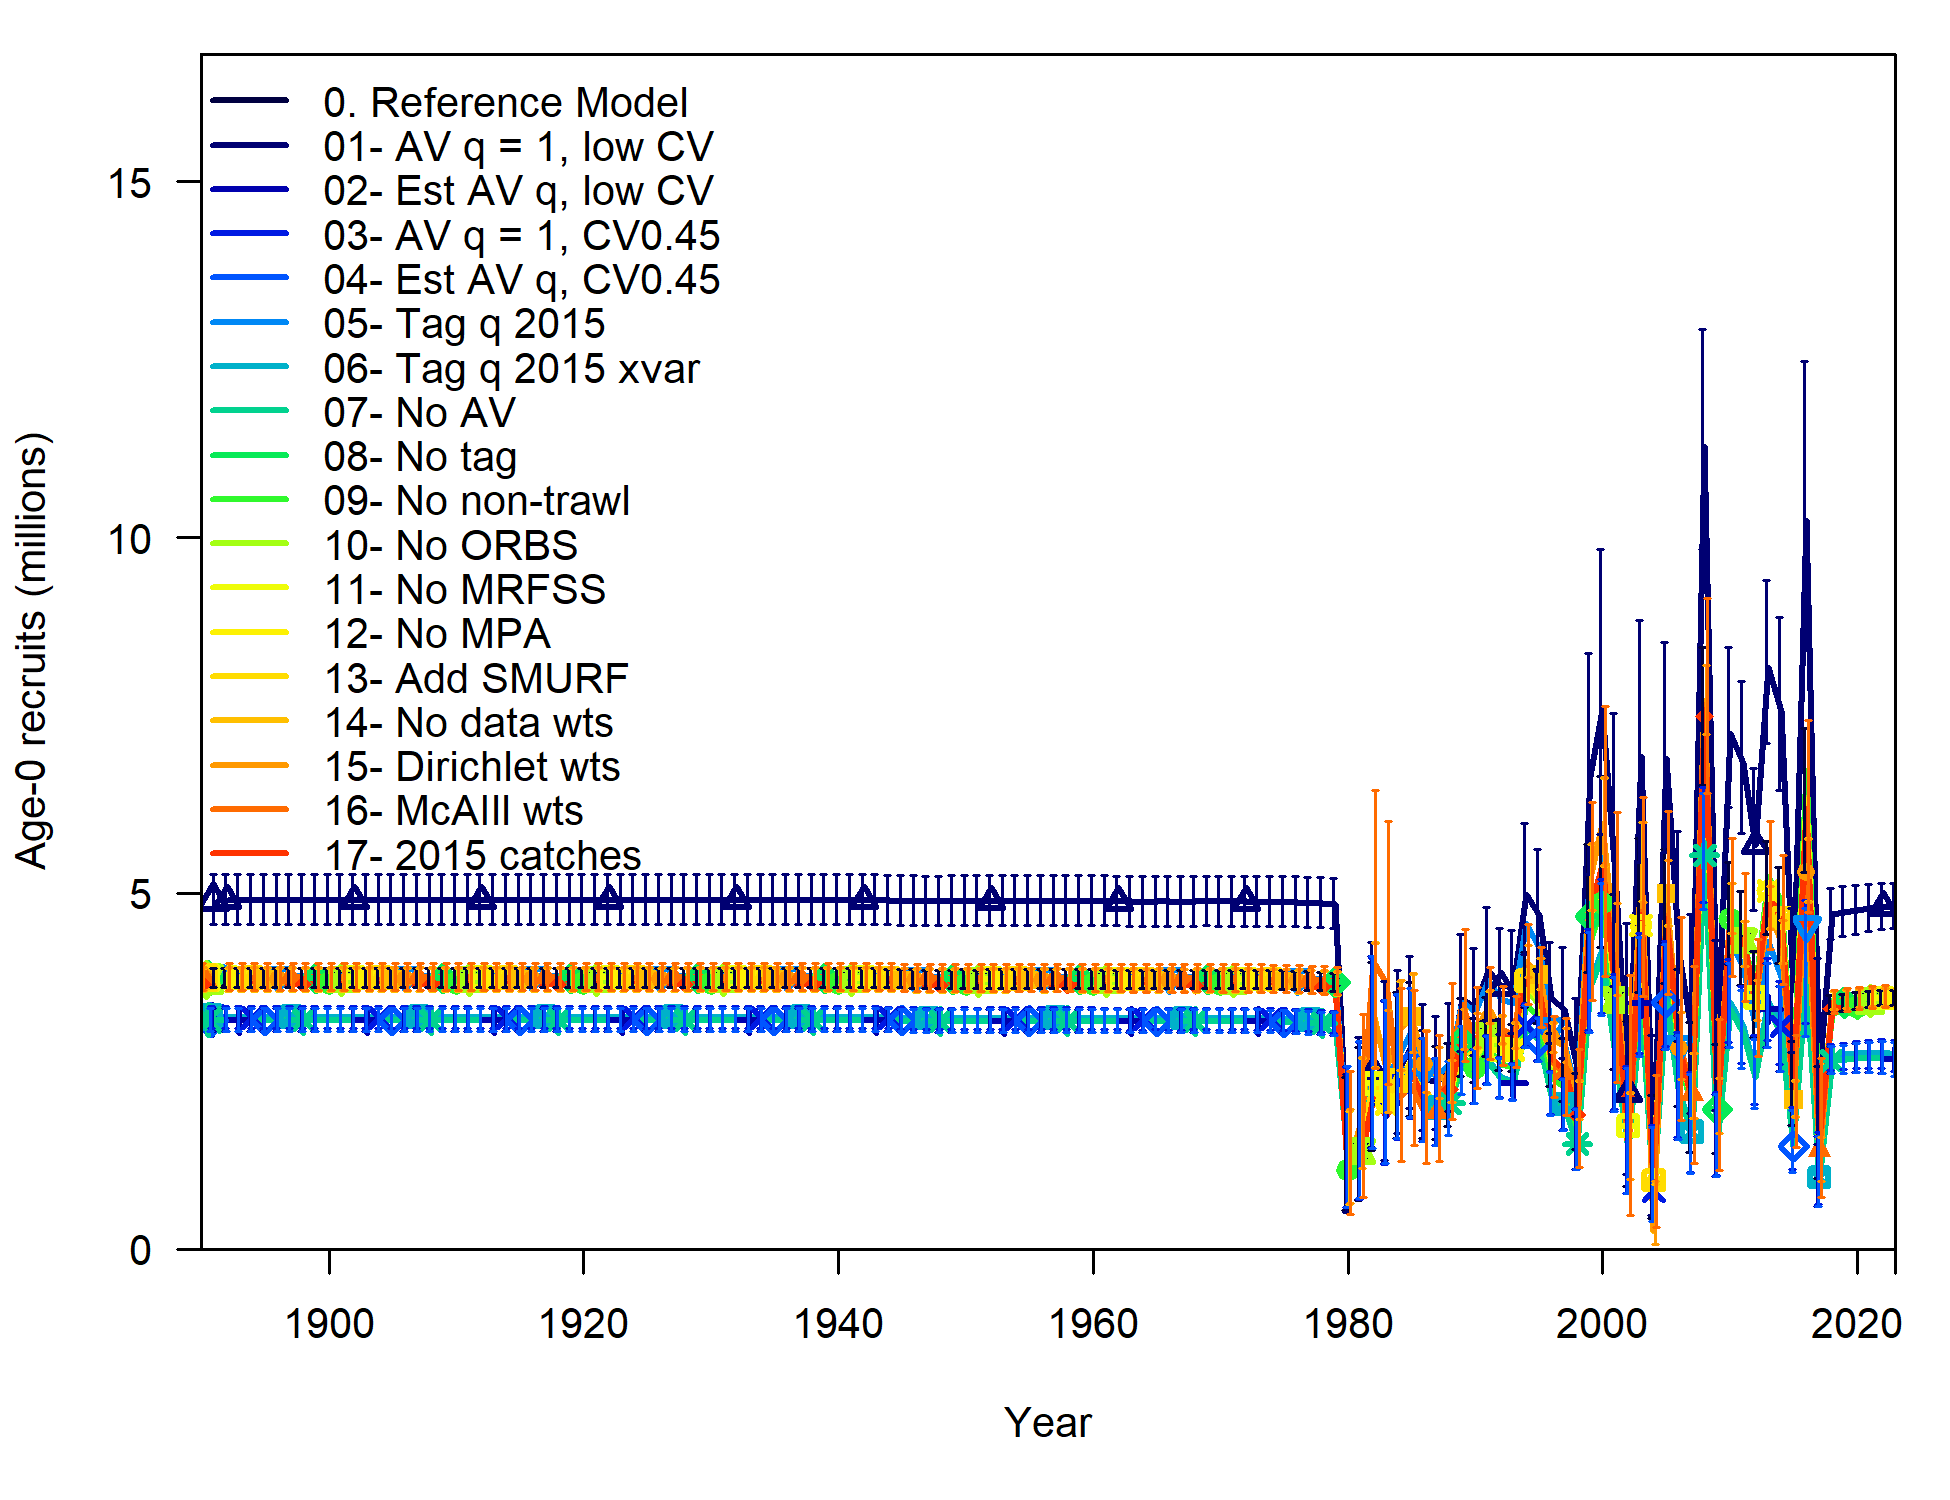 0. Reference Model
01- AV q = 1, low CV
02- Est AV q, low CV
03- AV q = 1, CV0.45
04- Est AV q, CV0.45
05- Tag q 2015
06- Tag q 2015 xvar
07- No AV
08- No tag
09- No non-trawl
10- No ORBS
11- No MRFSS
12- No MPA
13- Add SMURF
14- No data wts
15- Dirichlet wts
16- McAIII wts
17- 2015 catches
15
10
5
0
Age-0 recruits (millions)
1900 1920 1940 1960 1980 2000 2020
Year